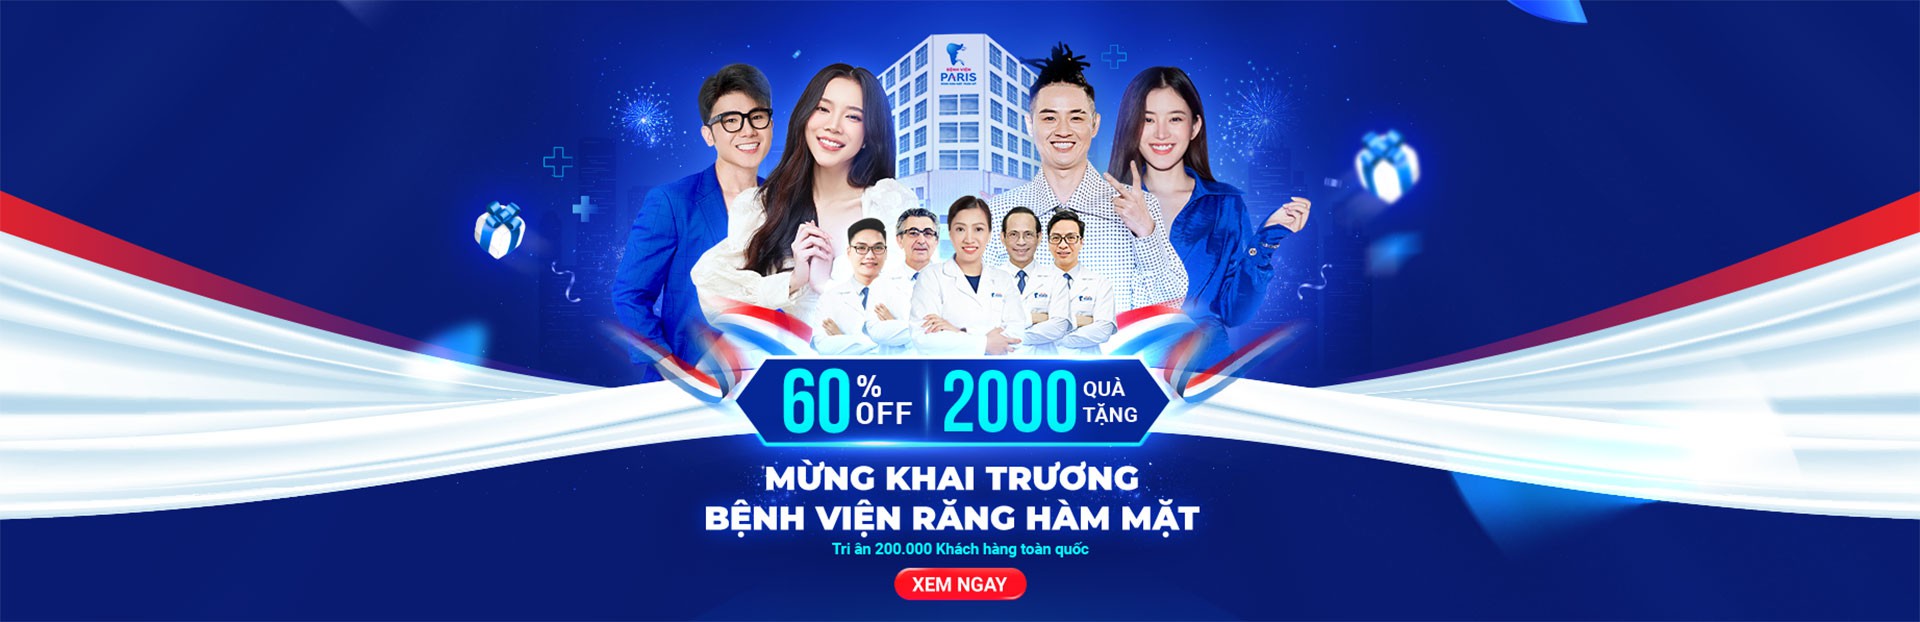 BỆNH VIỆN
PARIS
60% OFF
2000 QUÀ TẶNG
MỪNG KHAI TRƯƠNG
BỆNH VIỆN RĂNG HÀM MẶT
Tri ân 200.000 Khách hàng toàn quốc
XEM NGAY